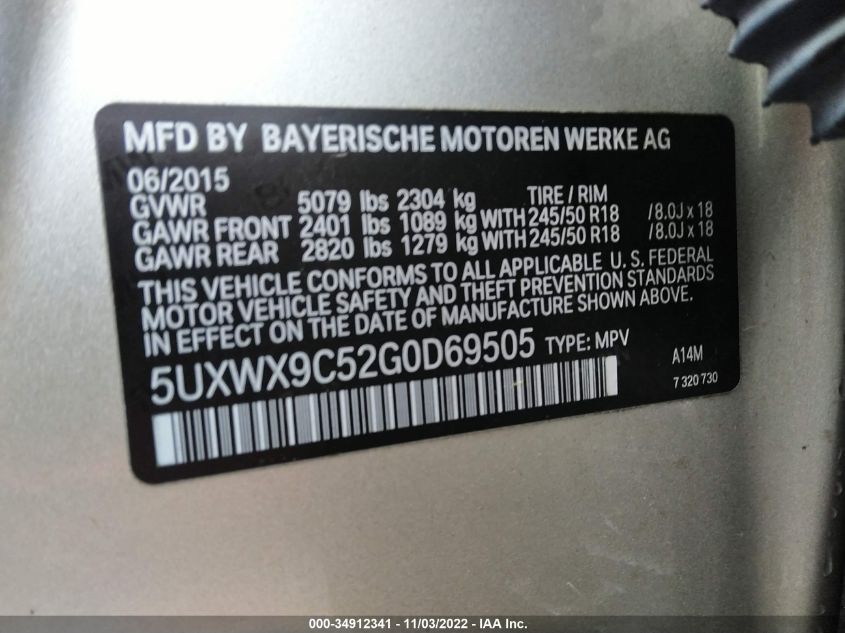 MFD BY BAYERISCHE MOTOREN WERKE AG
06/2015
GVWR 5079 lbs 2304 kg TIRE / RIM
GAWR FRONT 2401 lbs 1089 kg WITH 245/50 R18 /8.0J x 18
GAWR REAR 2820 lbs 1279 kg WITH 245/50 R18 /8.0J x 18
THIS VEHICLE CONFORMS TO ALL APPLICABLE U.S. FEDERAL
MOTOR VEHICLE SAFETY AND THEFT PREVENTION STANDARDS
IN EFFECT ON THE DATE OF MANUFACTURE SHOWN ABOVE.
5UXWX9C52G0D69505 TYPE: MPV
A14M
7 320 730
000-34912341 - 11/03/2022 - IAA Inc.